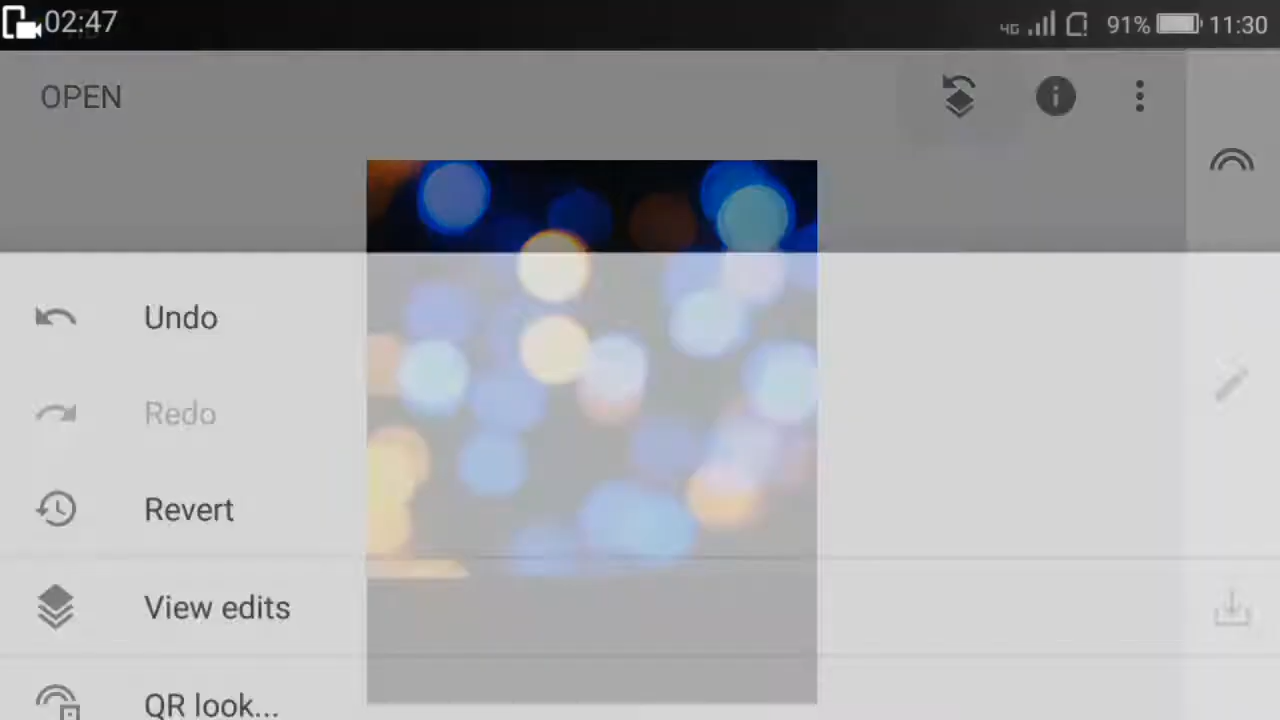 02:47
4G 91% 11:30
OPEN
Undo
Redo
Revert
View edits
QR look...